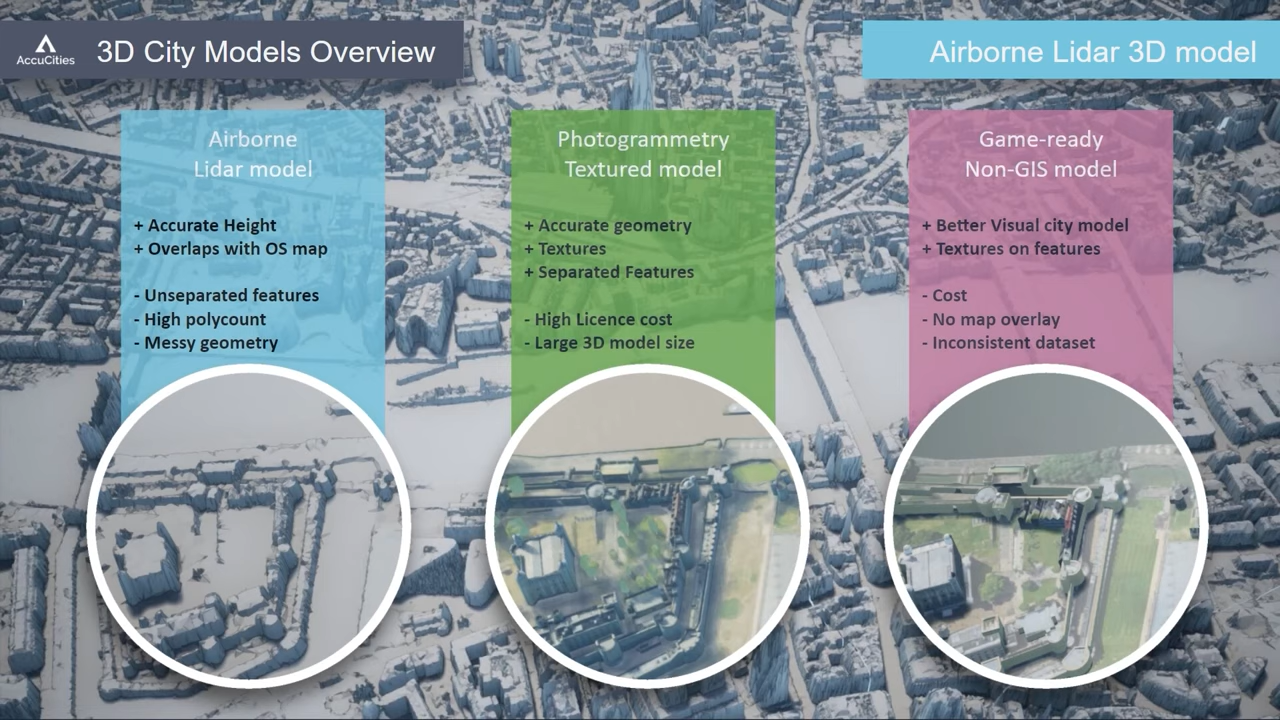 AccuCities
3D City Models Overview
Airborne Lidar 3D model
Airborne
Lidar model
+ Accurate Height
+ Overlaps with OS map
- Unseparated features
- High polycount
- Messy geometry
Photogrammetry
Textured model
+ Accurate geometry
+ Textures
+ Separated Features
- High Licence cost
- Large 3D model size
Game-ready
Non-GIS model
+ Better Visual city model
+ Textures on features
- Cost
- No map overlay
- Inconsistent dataset